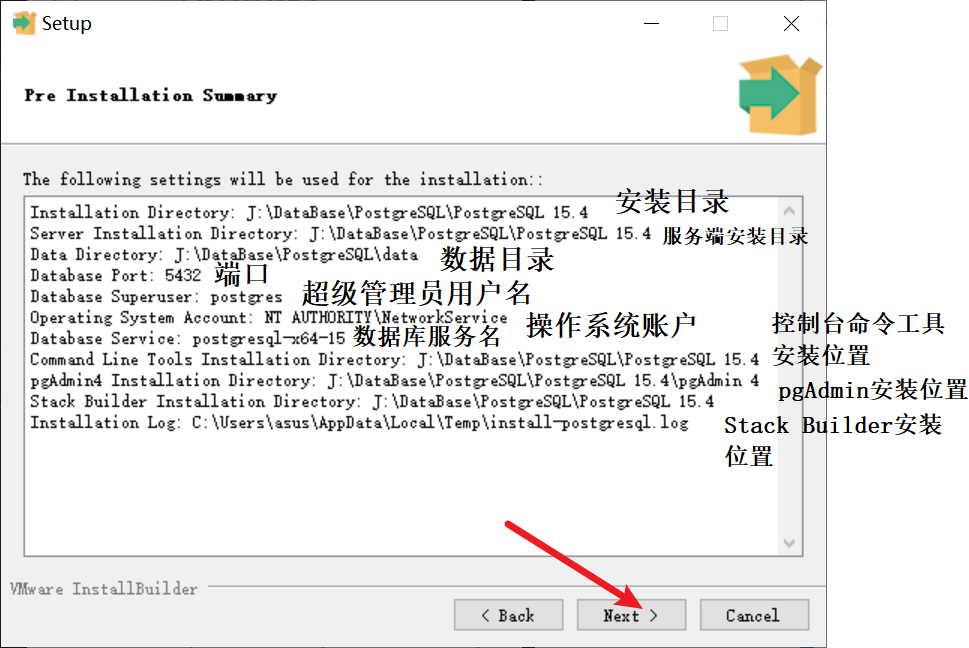 Setup
Pre Installation Summary
The following settings will be used for the installation::
Installation Directory: J:\DataBase\PostgreSQL\PostgreSQL 15.4 安装目录
Server Installation Directory: J:\DataBase\PostgreSQL\PostgreSQL 15.4 服务端安装目录
Data Directory: J:\DataBase\PostgreSQL\data 数据目录
Database Port: 5432 端口
Database Superuser: postgres 超级管理员用户名
Operating System Account: NT AUTHORITY\NetworkService 操作系统账户
Database Service: postgresql-x64-15 数据库服务名
Command Line Tools Installation Directory: J:\DataBase\PostgreSQL\PostgreSQL 15.4 控制台命令工具
安装位置
pgAdmin4 Installation Directory: J:\DataBase\PostgreSQL\PostgreSQL 15.4\pgAdmin 4 pgAdmin安装位置
Stack Builder Installation Directory: J:\DataBase\PostgreSQL\PostgreSQL 15.4 Stack Builder安装
位置
Installation Log: C:\Users\asus\AppData\Local\Temp\install-postgresql.log
VMware InstallBuilder
< Back
Next >
Cancel